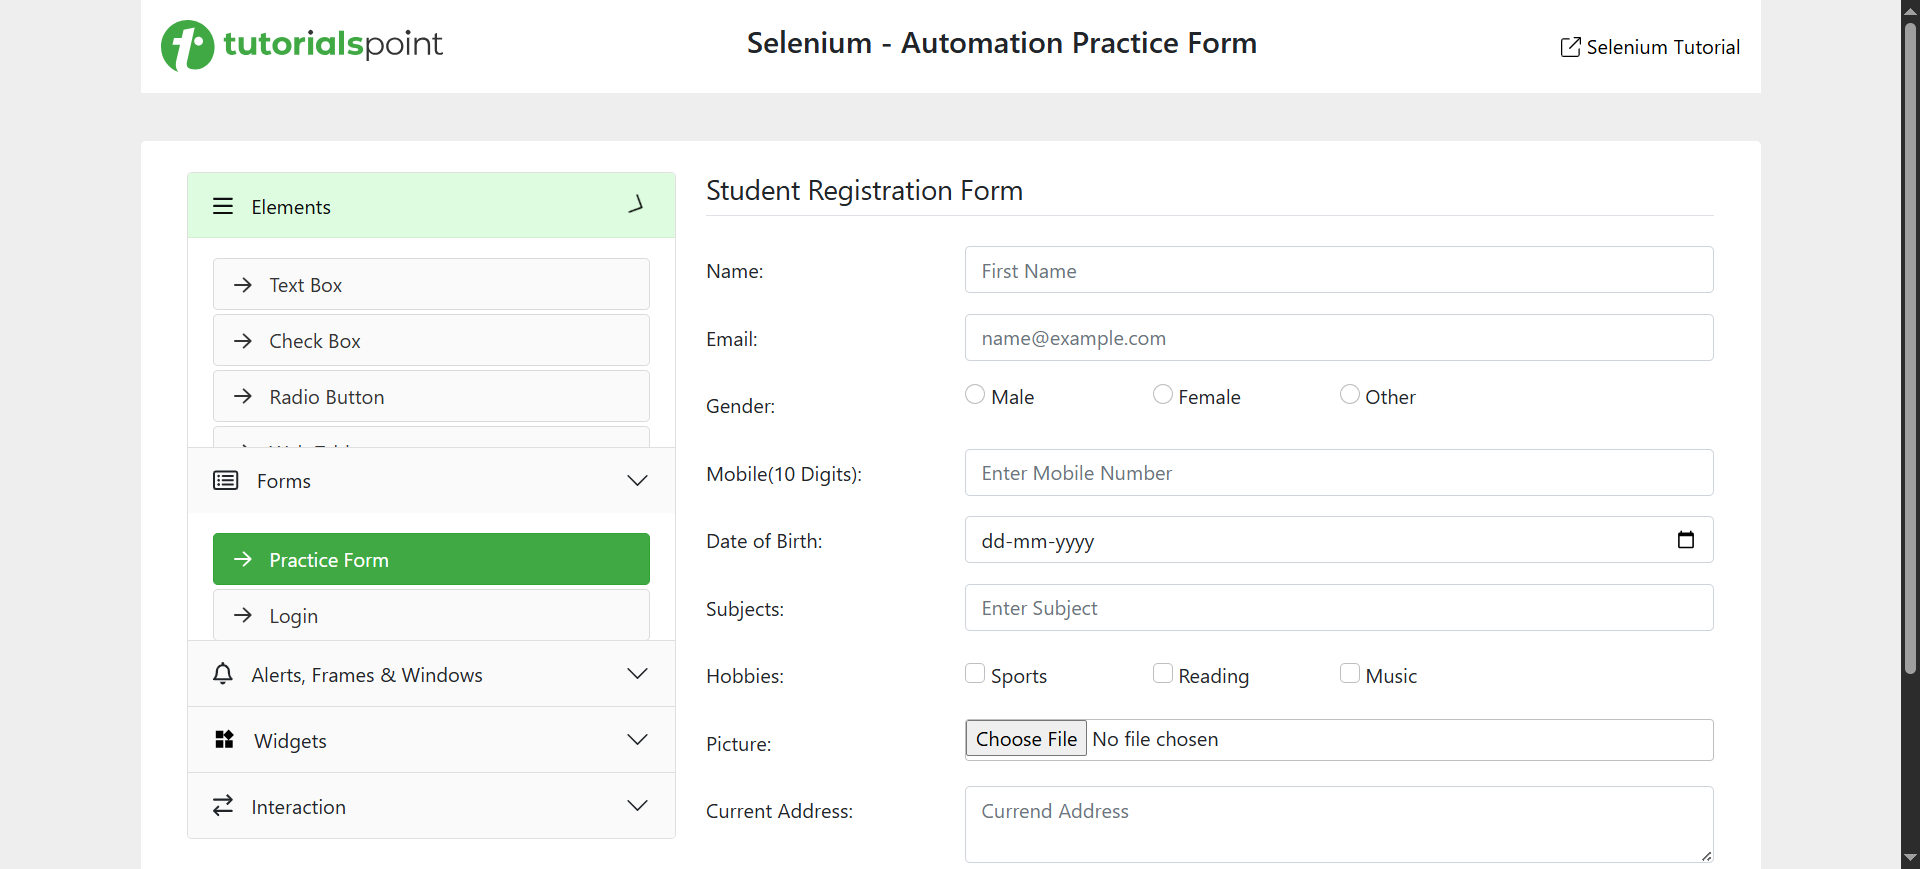 tutorialspoint
Selenium - Automation Practice Form
Selenium Tutorial
Elements
Text Box
Check Box
Radio Button
Forms
Practice Form
Login
Alerts, Frames & Windows
Widgets
Interaction
Student Registration Form
Name:
First Name
Email:
name@example.com
Gender:
Male
Female
Other
Mobile(10 Digits):
Enter Mobile Number
Date of Birth:
dd-mm-yyyy
Subjects:
Enter Subject
Hobbies:
Sports
Reading
Music
Picture:
Choose File No file chosen
Current Address:
Currend Address